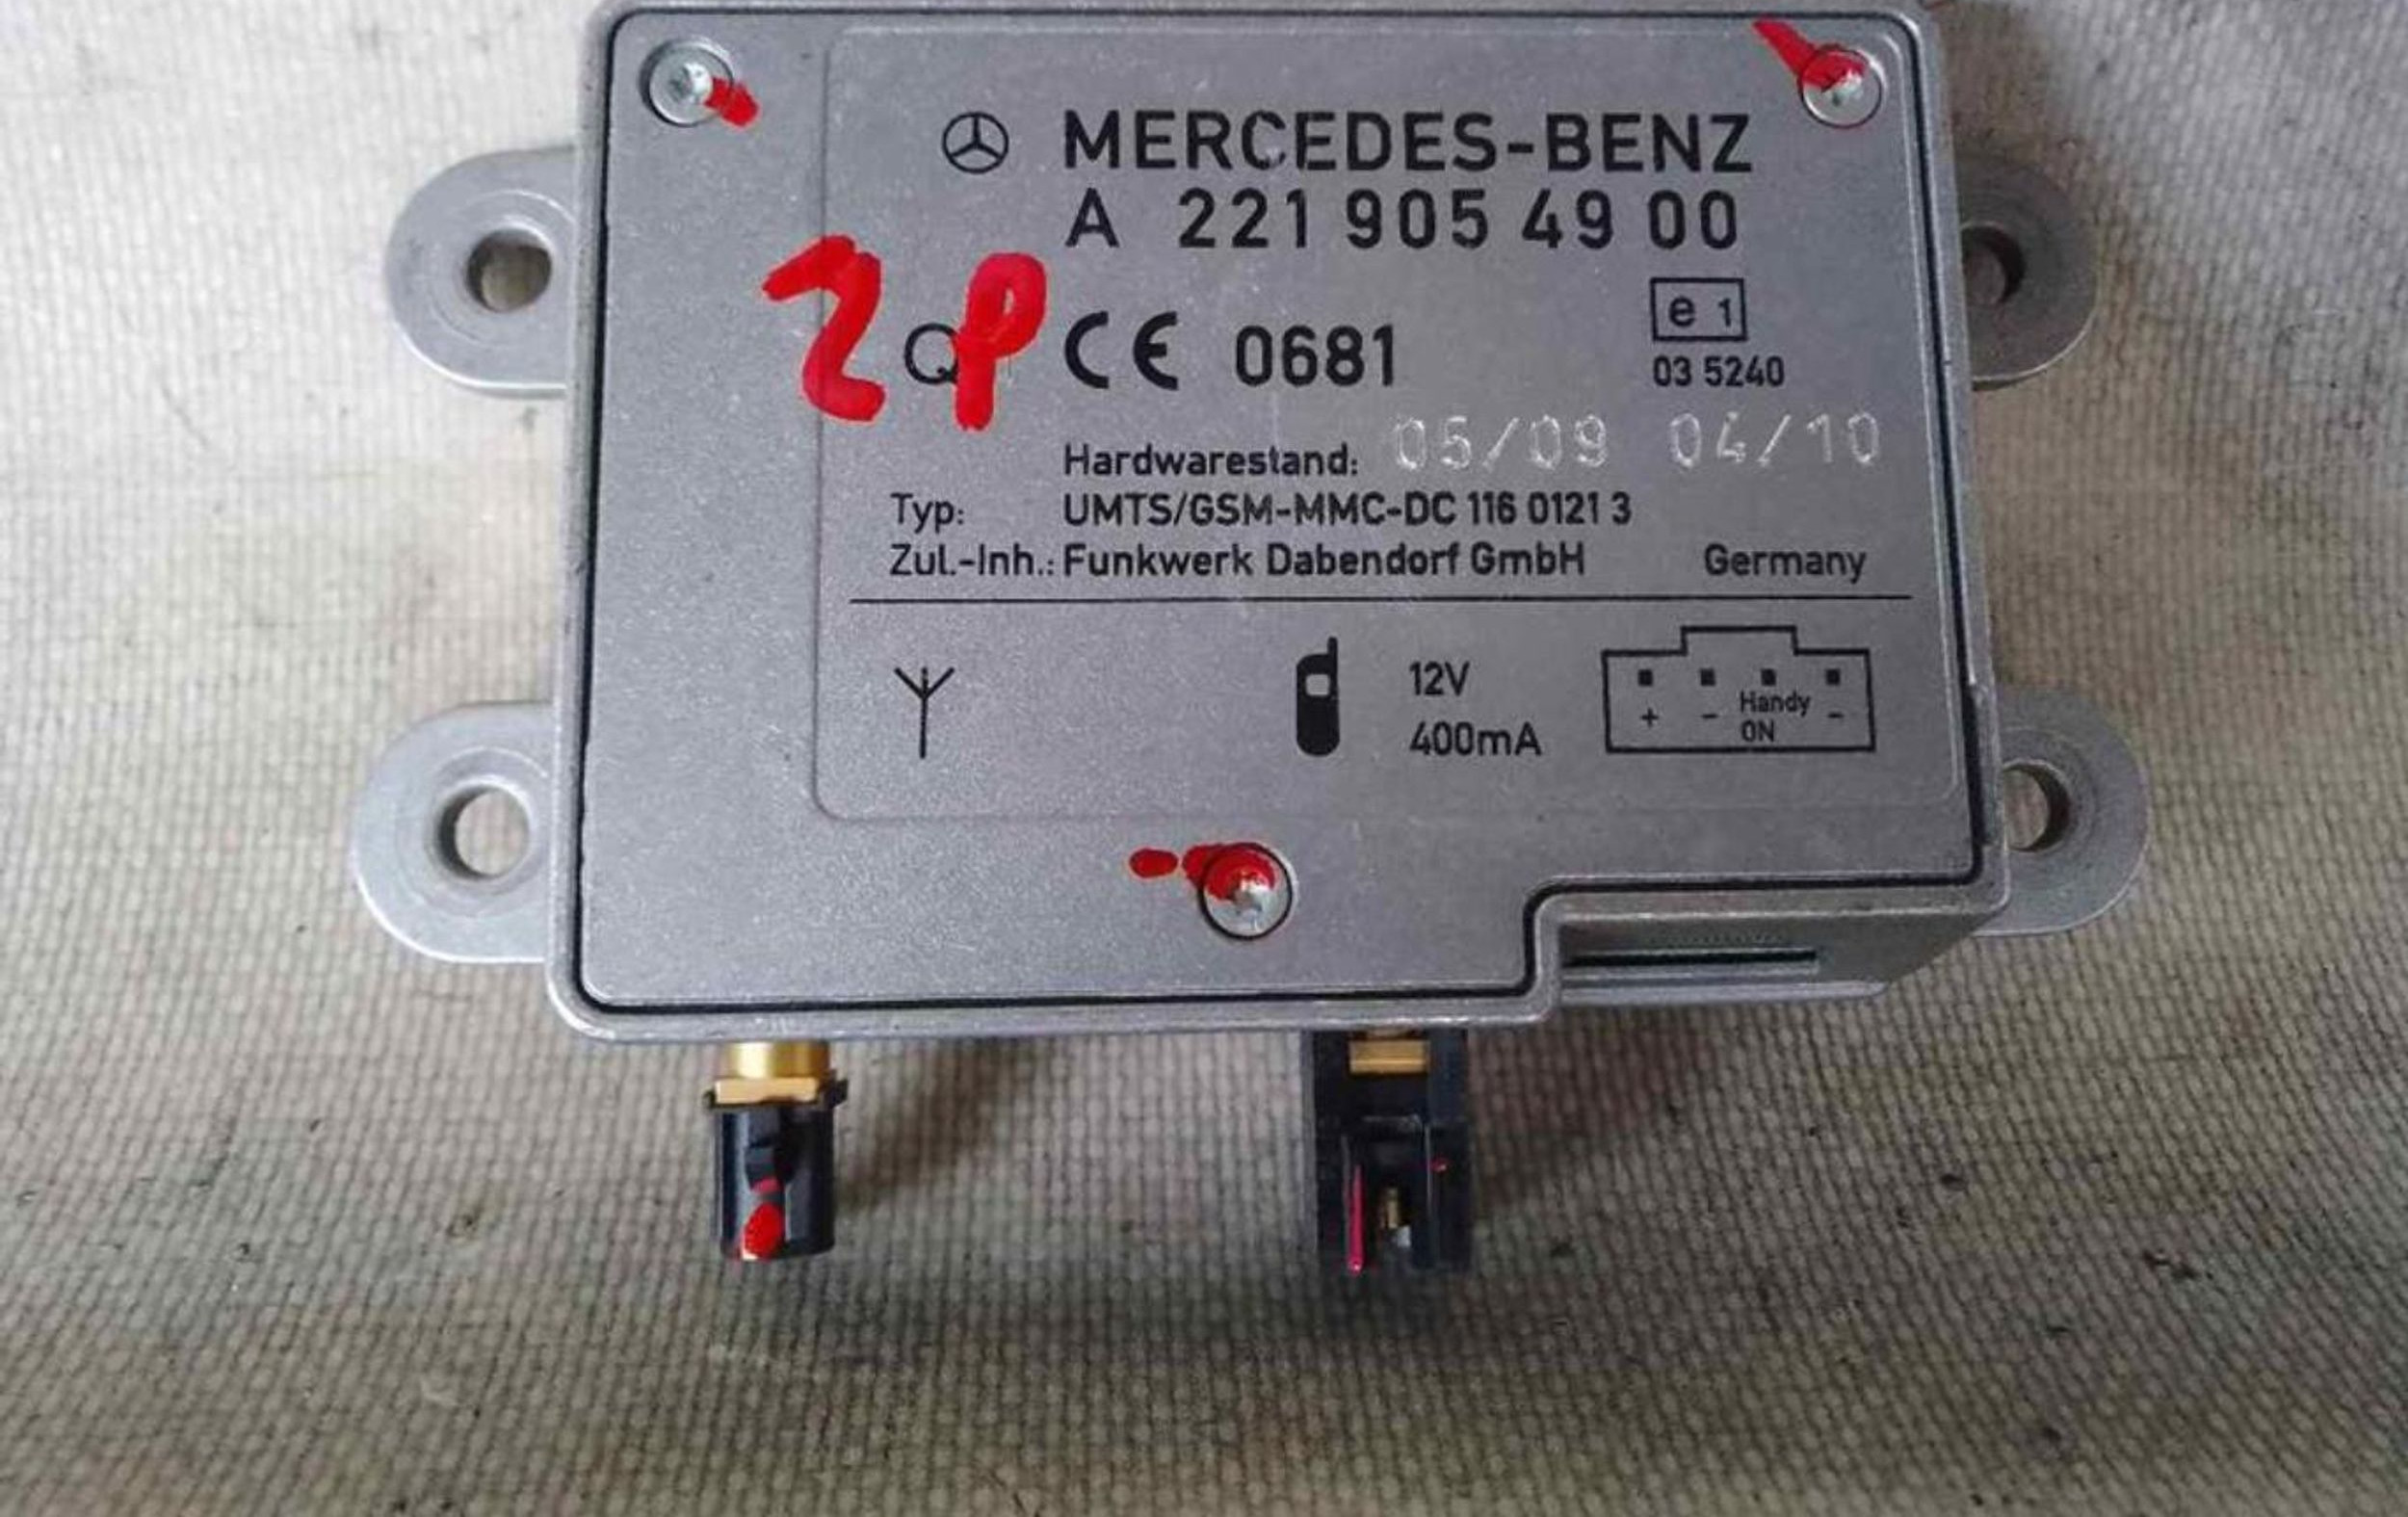 MERCEDES-BENZ
A 221 905 49 00
2P
Q CE 0681
e 1
03 5240
Hardwarestand: 05/09 04/10
Typ: UMTS/GSM-MMC-DC 116 0121 3
Zul.-Inh.: Funkwerk Dabendorf GmbH Germany
12V
400mA
+ - Handy -
ON